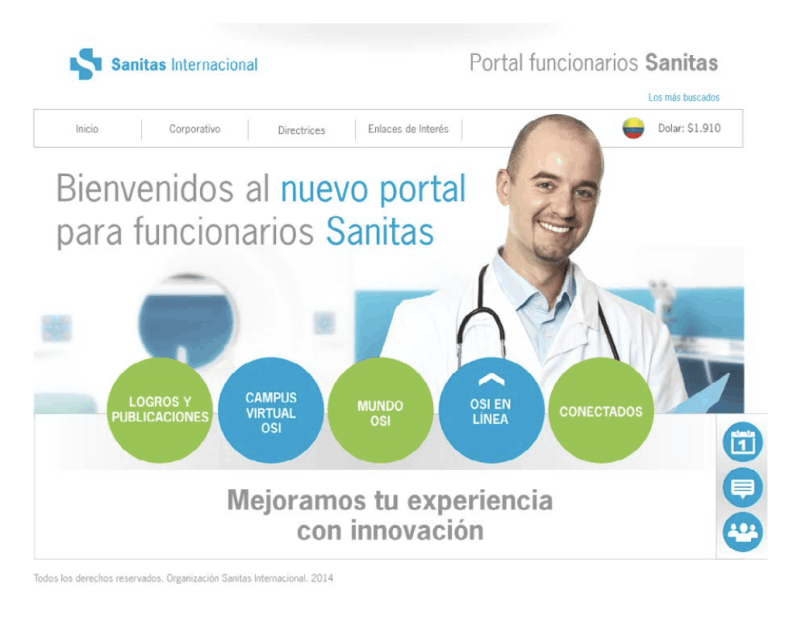 Sanitas Internacional
Portal funcionarios Sanitas
Los más buscados
Inicio
Corporativo
Directrices
Enlaces de Interés
Dolar: $1.910
Bienvenidos al nuevo portal
para funcionarios Sanitas
LOGROS Y
PUBLICACIONES
CAMPUS
VIRTUAL
OSI
MUNDO
OSI
OSI EN
LÍNEA
CONECTADOS
1
Mejoramos tu experiencia
con innovación
Todos los derechos reservados. Organización Sanitas Internacional. 2014